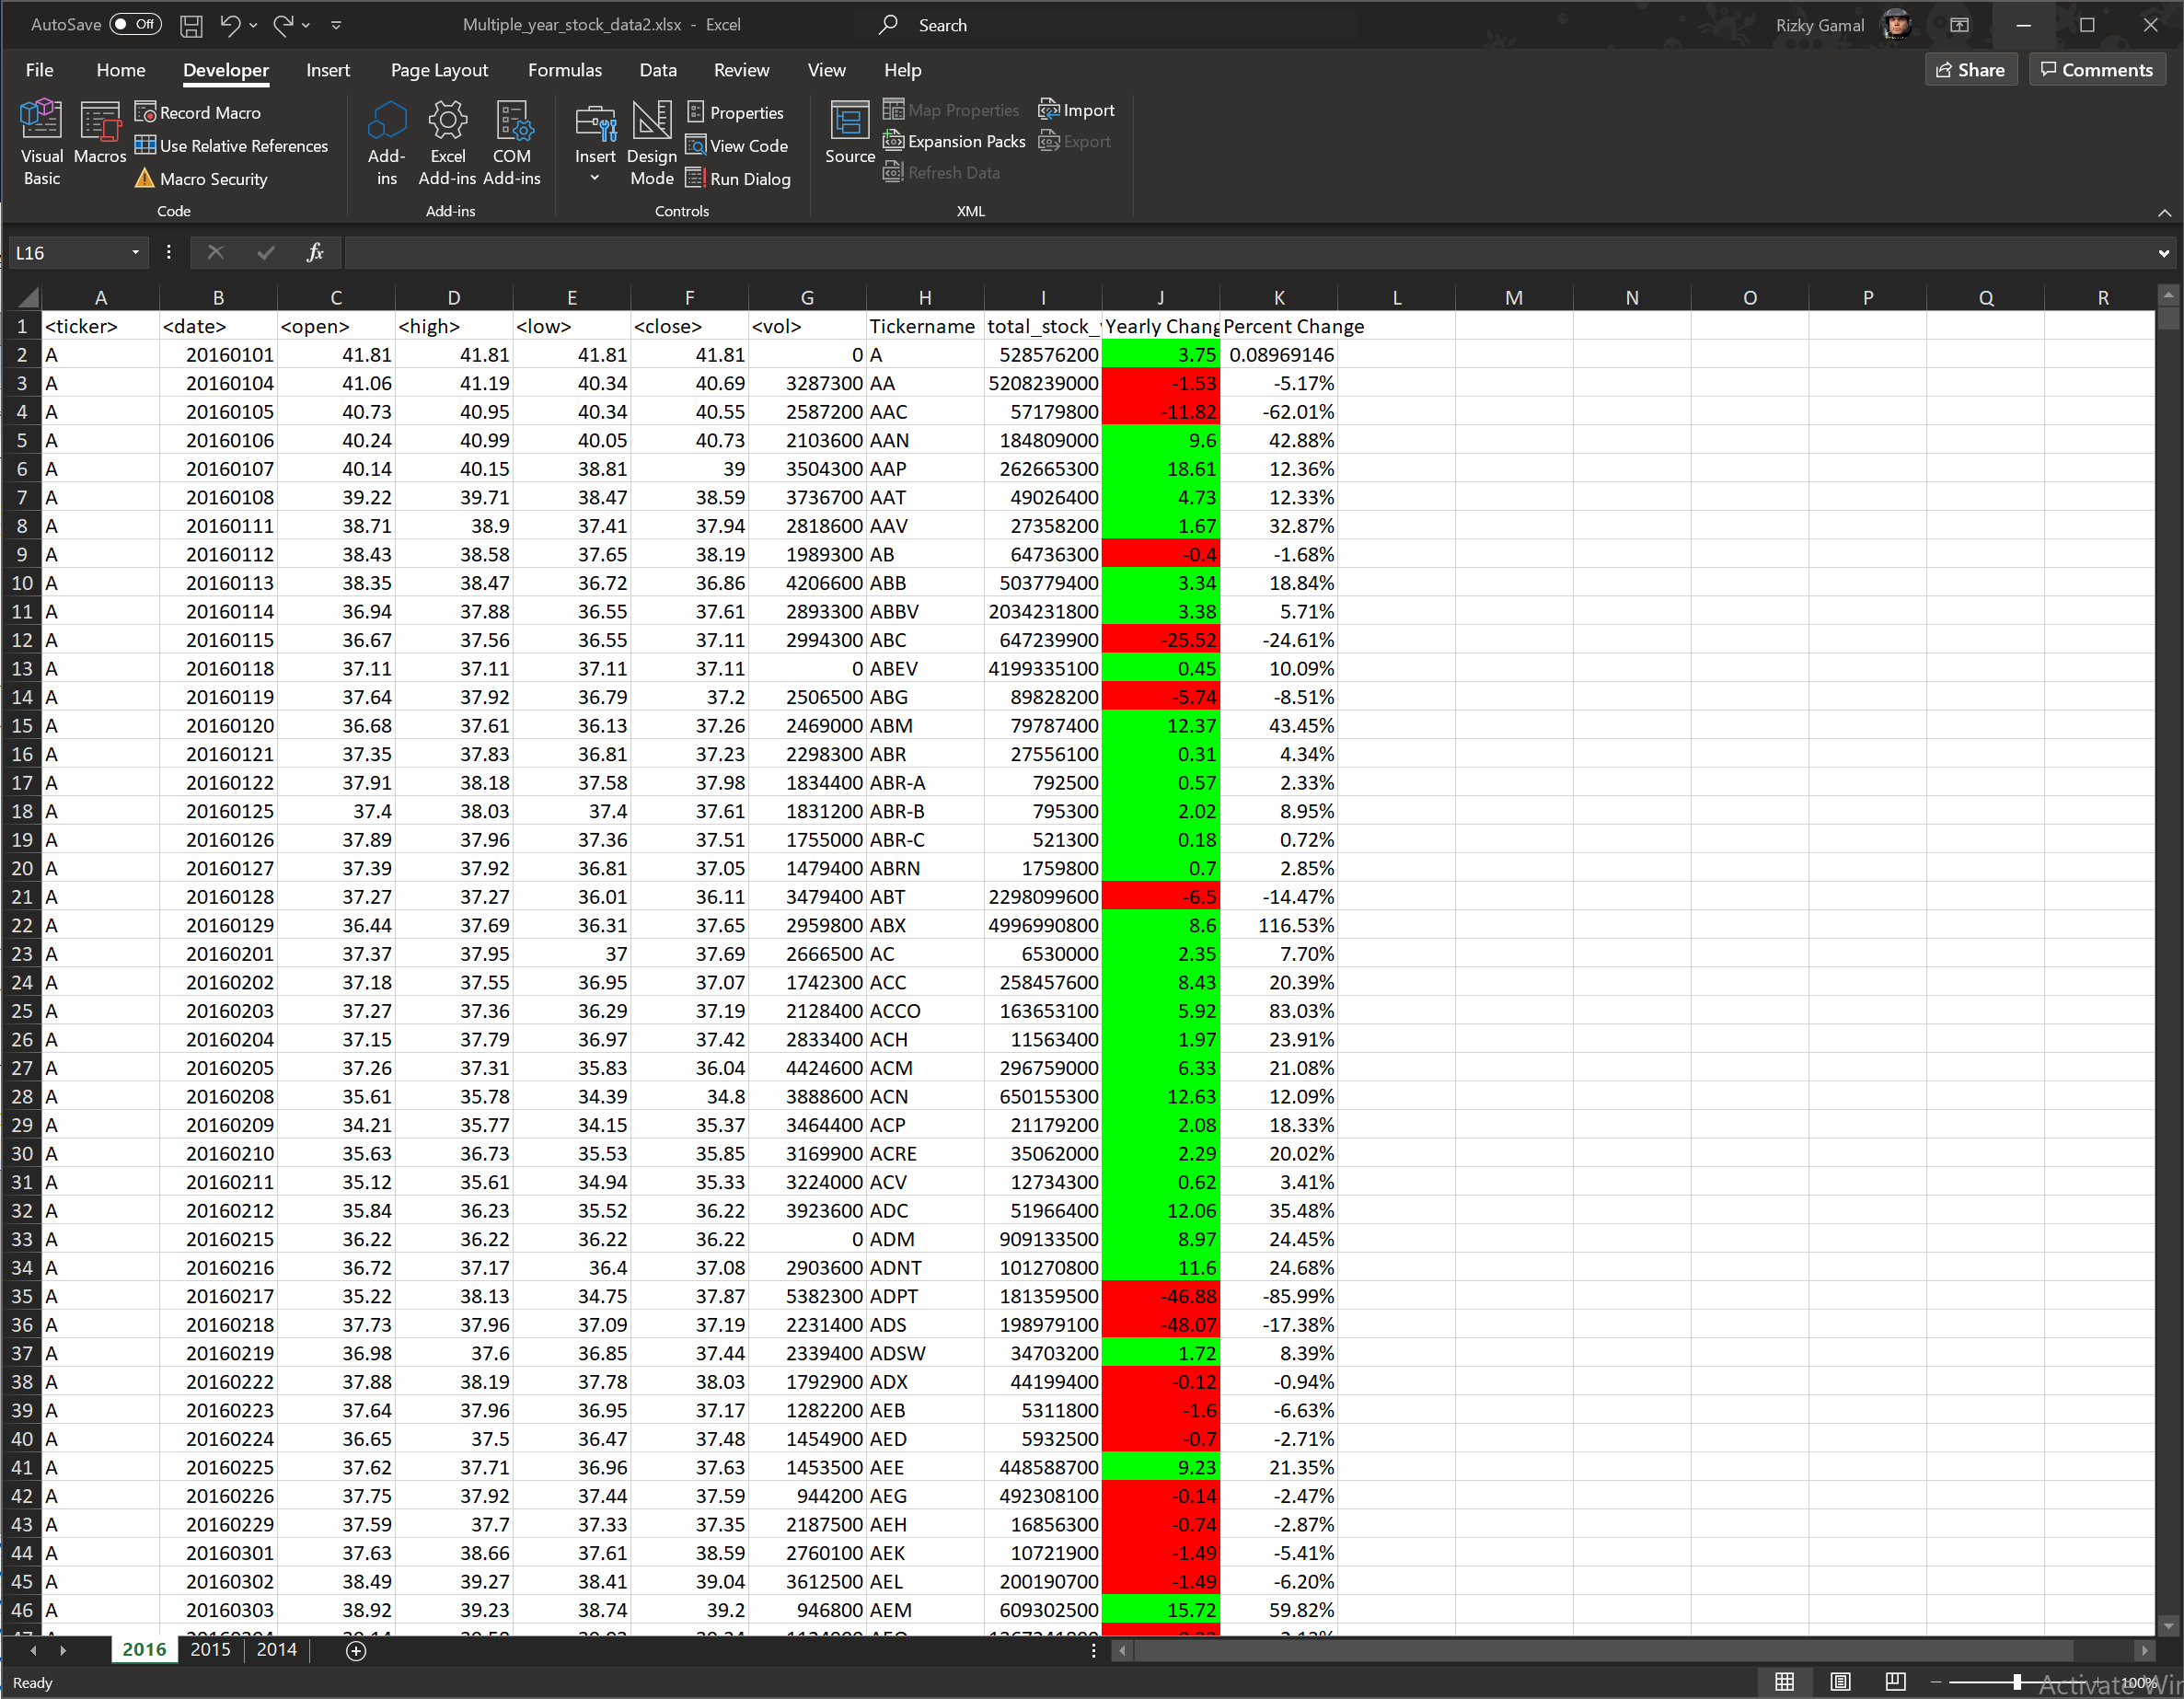 AutoSave Off Multiple_year_stock_data2.xlsx - Excel Search Rizky Gamal
File Home Developer Insert Page Layout Formulas Data Review View Help Share Comments
Visual Basic
Macros
Record Macro
Use Relative References
Macro Security
Code
Add-ins
Excel Add-ins
COM Add-ins
Add-ins
Insert
Design Mode
Properties
View Code
Run Dialog
Controls
Source
Map Properties
Expansion Packs
Refresh Data
Import
Export
XML
L16 fx
A B C D E F G H I J K L M N O P Q R
1 <ticker> <date> <open> <high> <low> <close> <vol> Tickername total_stock_ Yearly Chang Percent Change
2 A 20160101 41.81 41.81 41.81 41.81 0 A 528576200 3.75 0.08969146
3 A 20160104 41.06 41.19 40.34 40.69 3287300 AA 5208239000 -1.53 -5.17%
4 A 20160105 40.73 40.95 40.34 40.55 2587200 AAC 57179800 -11.82 -62.01%
5 A 20160106 40.24 40.99 40.05 40.73 2103600 AAN 184809000 9.6 42.88%
6 A 20160107 40.14 40.15 38.81 39 3504300 AAP 262665300 18.61 12.36%
7 A 20160108 39.22 39.71 38.47 38.59 3736700 AAT 49026400 4.73 12.33%
8 A 20160111 38.71 38.9 37.41 37.94 2818600 AAV 27358200 1.67 32.87%
9 A 20160112 38.43 38.58 37.65 38.19 1989300 AB 64736300 -0.4 -1.68%
10 A 20160113 38.35 38.47 36.72 36.86 4206600 ABB 503779400 3.34 18.84%
11 A 20160114 36.94 37.88 36.55 37.61 2893300 ABBV 2034231800 3.38 5.71%
12 A 20160115 36.67 37.56 36.55 37.11 2994300 ABC 647239900 -25.52 -24.61%
13 A 20160118 37.11 37.11 37.11 37.11 0 ABEV 4199335100 0.45 10.09%
14 A 20160119 37.64 37.92 36.79 37.2 2506500 ABG 89828200 -5.74 -8.51%
15 A 20160120 36.68 37.61 36.13 37.26 2469000 ABM 79787400 12.37 43.45%
16 A 20160121 37.35 37.83 36.81 37.23 2298300 ABR 27556100 0.31 4.34%
17 A 20160122 37.91 38.18 37.58 37.98 1834400 ABR-A 792500 0.57 2.33%
18 A 20160125 37.4 38.03 37.4 37.61 1831200 ABR-B 795300 2.02 8.95%
19 A 20160126 37.89 37.96 37.36 37.51 1755000 ABR-C 521300 0.18 0.72%
20 A 20160127 37.39 37.92 36.81 37.05 1479400 ABRN 1759800 0.7 2.85%
21 A 20160128 37.27 37.27 36.01 36.11 3479400 ABT 2298099600 -6.5 -14.47%
22 A 20160129 36.44 37.69 36.31 37.65 2959800 ABX 4996990800 8.6 116.53%
23 A 20160201 37.37 37.95 37 37.69 2666500 AC 6530000 2.35 7.70%
24 A 20160202 37.18 37.55 36.95 37.07 1742300 ACC 258457600 8.43 20.39%
25 A 20160203 37.27 37.36 36.29 37.19 2128400 ACCO 163653100 5.92 83.03%
26 A 20160204 37.15 37.79 36.97 37.42 2833400 ACH 11563400 1.97 23.91%
27 A 20160205 37.26 37.31 35.83 36.04 4424600 ACM 296759000 6.33 21.08%
28 A 20160208 35.61 35.78 34.39 34.8 3888600 ACN 650155300 12.63 12.09%
29 A 20160209 34.21 35.77 34.15 35.37 3464400 ACP 21179200 2.08 18.33%
30 A 20160210 35.63 36.73 35.53 35.85 3169900 ACRE 35062000 2.29 20.02%
31 A 20160211 35.12 35.61 34.94 35.33 3224000 ACV 12734300 0.62 3.41%
32 A 20160212 35.84 36.23 35.52 36.22 3923600 ADC 51966400 12.06 35.48%
33 A 20160215 36.22 36.22 36.22 36.22 0 ADM 909133500 8.97 24.45%
34 A 20160216 36.72 37.17 36.4 37.08 2903600 ADNT 101270800 11.6 24.68%
35 A 20160217 35.22 38.13 34.75 37.87 5382300 ADPT 181359500 -46.88 -85.99%
36 A 20160218 37.73 37.96 37.09 37.19 2231400 ADS 198979100 -48.07 -17.38%
37 A 20160219 36.98 37.6 36.85 37.44 2339400 ADSW 34703200 1.72 8.39%
38 A 20160222 37.88 38.19 37.78 38.03 1792900 ADX 44199400 -0.12 -0.94%
39 A 20160223 37.64 37.96 36.95 37.17 1282200 AEB 5311800 -1.6 -6.63%
40 A 20160224 36.65 37.5 36.47 37.48 1454900 AED 5932500 -0.7 -2.71%
41 A 20160225 37.62 37.71 36.96 37.63 1453500 AEE 448588700 9.23 21.35%
42 A 20160226 37.75 37.92 37.44 37.59 944200 AEG 492308100 -0.14 -2.47%
43 A 20160229 37.59 37.7 37.33 37.35 2187500 AEH 16856300 -0.74 -2.87%
44 A 20160301 37.63 38.66 37.61 38.59 2760100 AEK 10721900 -1.49 -5.41%
45 A 20160302 38.49 39.27 38.41 39.04 3612500 AEL 200190700 -1.49 -6.20%
46 A 20160303 38.92 39.23 38.74 39.2 946800 AEM 609302500 15.72 59.82%
2016 2015 2014
Ready 100%
Activate Wi